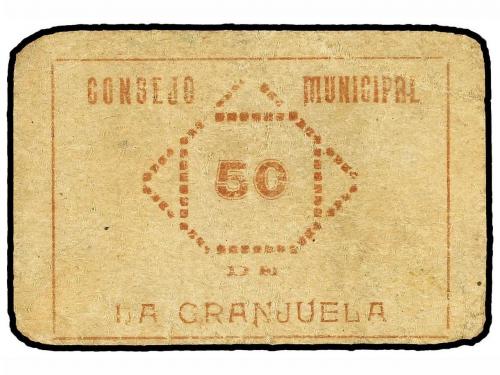 CONSEJO MUNICIPAL
50
DE
LA GRANJUELA